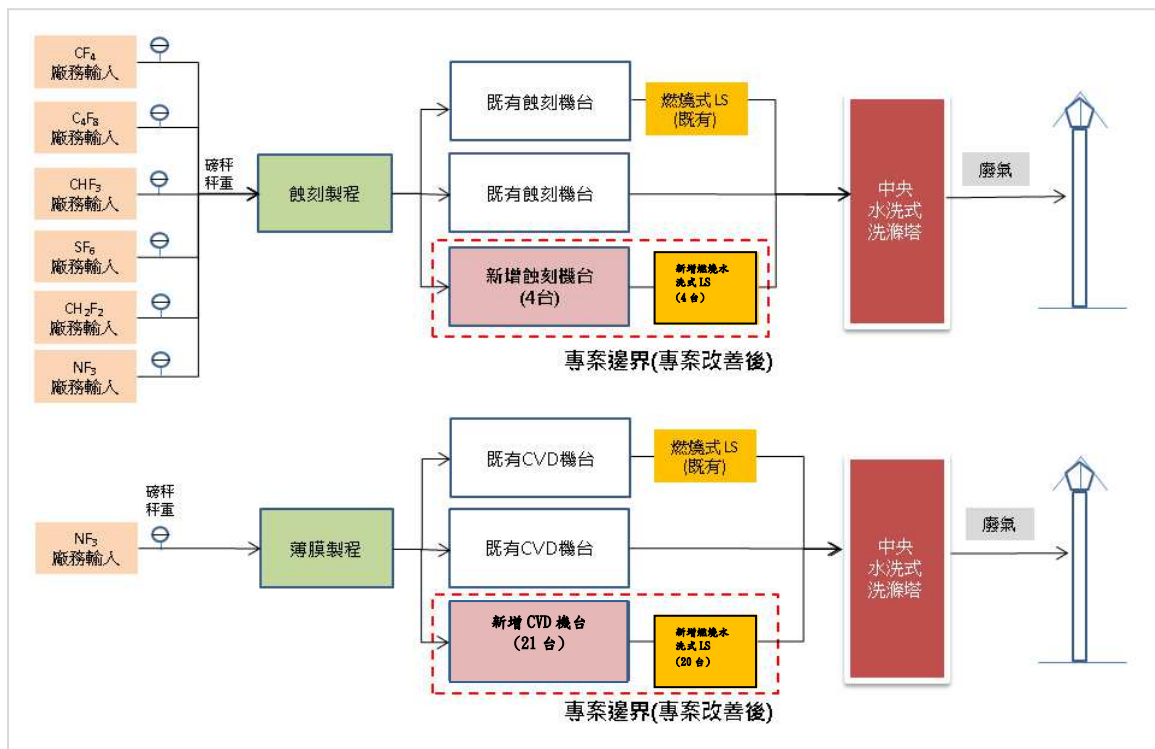 CF₄
廠務輸入
C₄F₈
廠務輸入
CHF₃
廠務輸入
SF₆
廠務輸入
CH₂F₂
廠務輸入
NF₃
廠務輸入
磅秤
秤重
蝕刻製程
既有蝕刻機台
燃燒式 LS
(既有)
既有蝕刻機台
新增蝕刻機台
(4台)
新增燃燒水
洗式 LS
(4 台)
專案邊界(專案改善後)
中央
水洗式
洗滌塔
廢氣
NF₃
廠務輸入
磅秤
秤重
薄膜製程
既有CVD機台
燃燒式 LS
(既有)
既有CVD機台
新增 CVD 機台
(21 台)
新增燃燒水
洗式 LS
(20 台)
專案邊界(專案改善後)
中央
水洗式
洗滌塔
廢氣